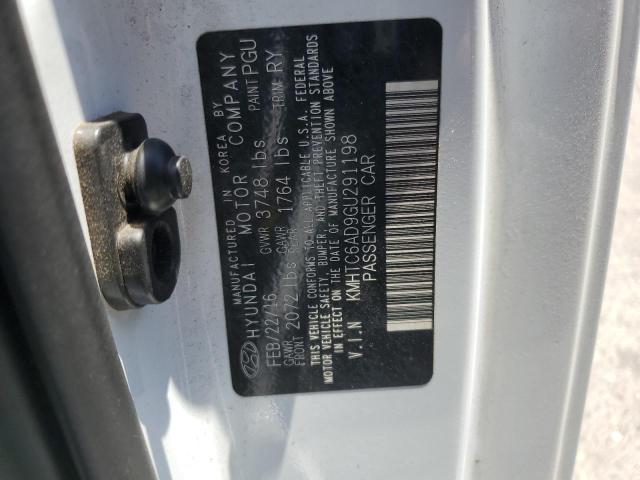 MANUFACTURED IN KOREA BY
HYUNDAI MOTOR COMPANY
FEB/22/16 GVWR 3748 lbs PAINT PGU
GAWR FRONT 2072 lbs GAWR REAR 1764 lbs TRIM RY
THIS VEHICLE CONFORMS TO ALL APPLICABLE U.S.A. FEDERAL
MOTOR VEHICLE SAFETY, BUMPER, AND THEFT PREVENTION STANDARDS
IN EFFECT ON THE DATE OF MANUFACTURE SHOWN ABOVE
V.I.N KMHTC6AD9GU291198
PASSENGER CAR